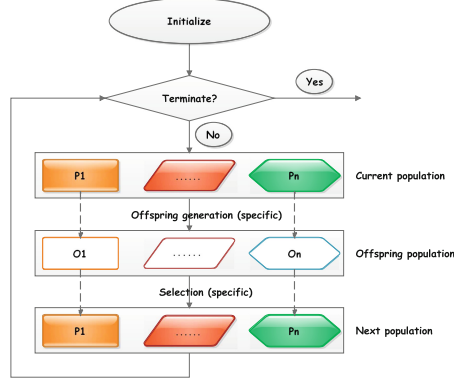 Initialize
Yes
Terminate?
No
P1
......
Pn
Current population
Offspring generation (specific)
O1
......
On
Offspring population
Selection (specific)
P1
......
Pn
Next population